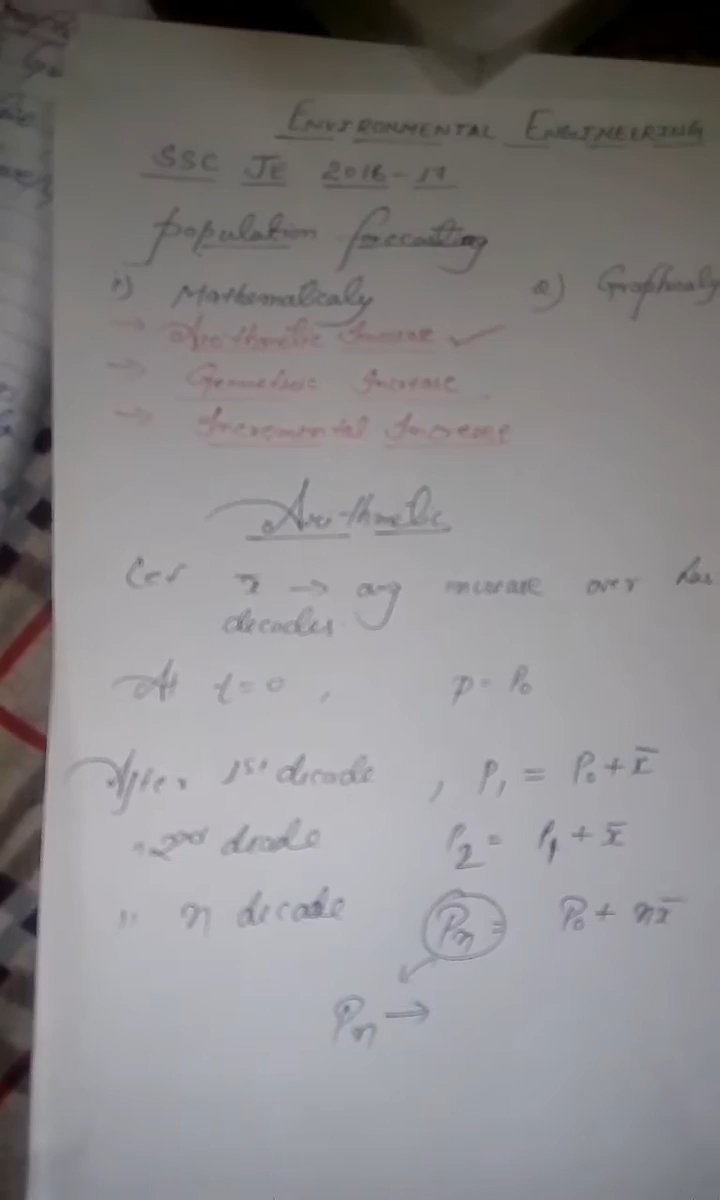 ENVIRONMENTAL ENGINEERING
SSC JE 2016-17
population forecasting
1) Mathematicaly 2) Graphicaly
→ Arithmetic Increase ✓
→ Geometric Increase
→ Incremental Increase
Arithmetic
Let x̄ → avg increase over
decades
At t=0, P=P₀
After 1st decade, P₁ = P₀+x̄
" 2nd decade P₂ = P₁+x̄
" n decade Pₙ = P₀+nx̄
Pₙ →